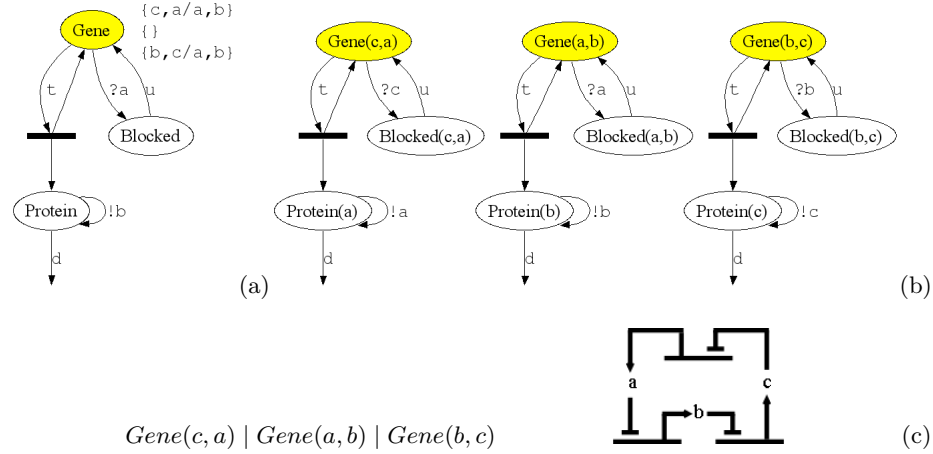 {c,a/a,b}
Gene
{}
{b,c/a,b}
t
?a
u
Blocked
Protein
!b
d
(a)
Gene(c,a)
t
?c
u
Blocked(c,a)
Protein(a)
!a
d
Gene(a,b)
t
?a
u
Blocked(a,b)
Protein(b)
!b
d
Gene(b,c)
t
?b
u
Blocked(b,c)
Protein(c)
!c
d
(b)
Gene(c, a) | Gene(a, b) | Gene(b, c)
a
c
b
(c)